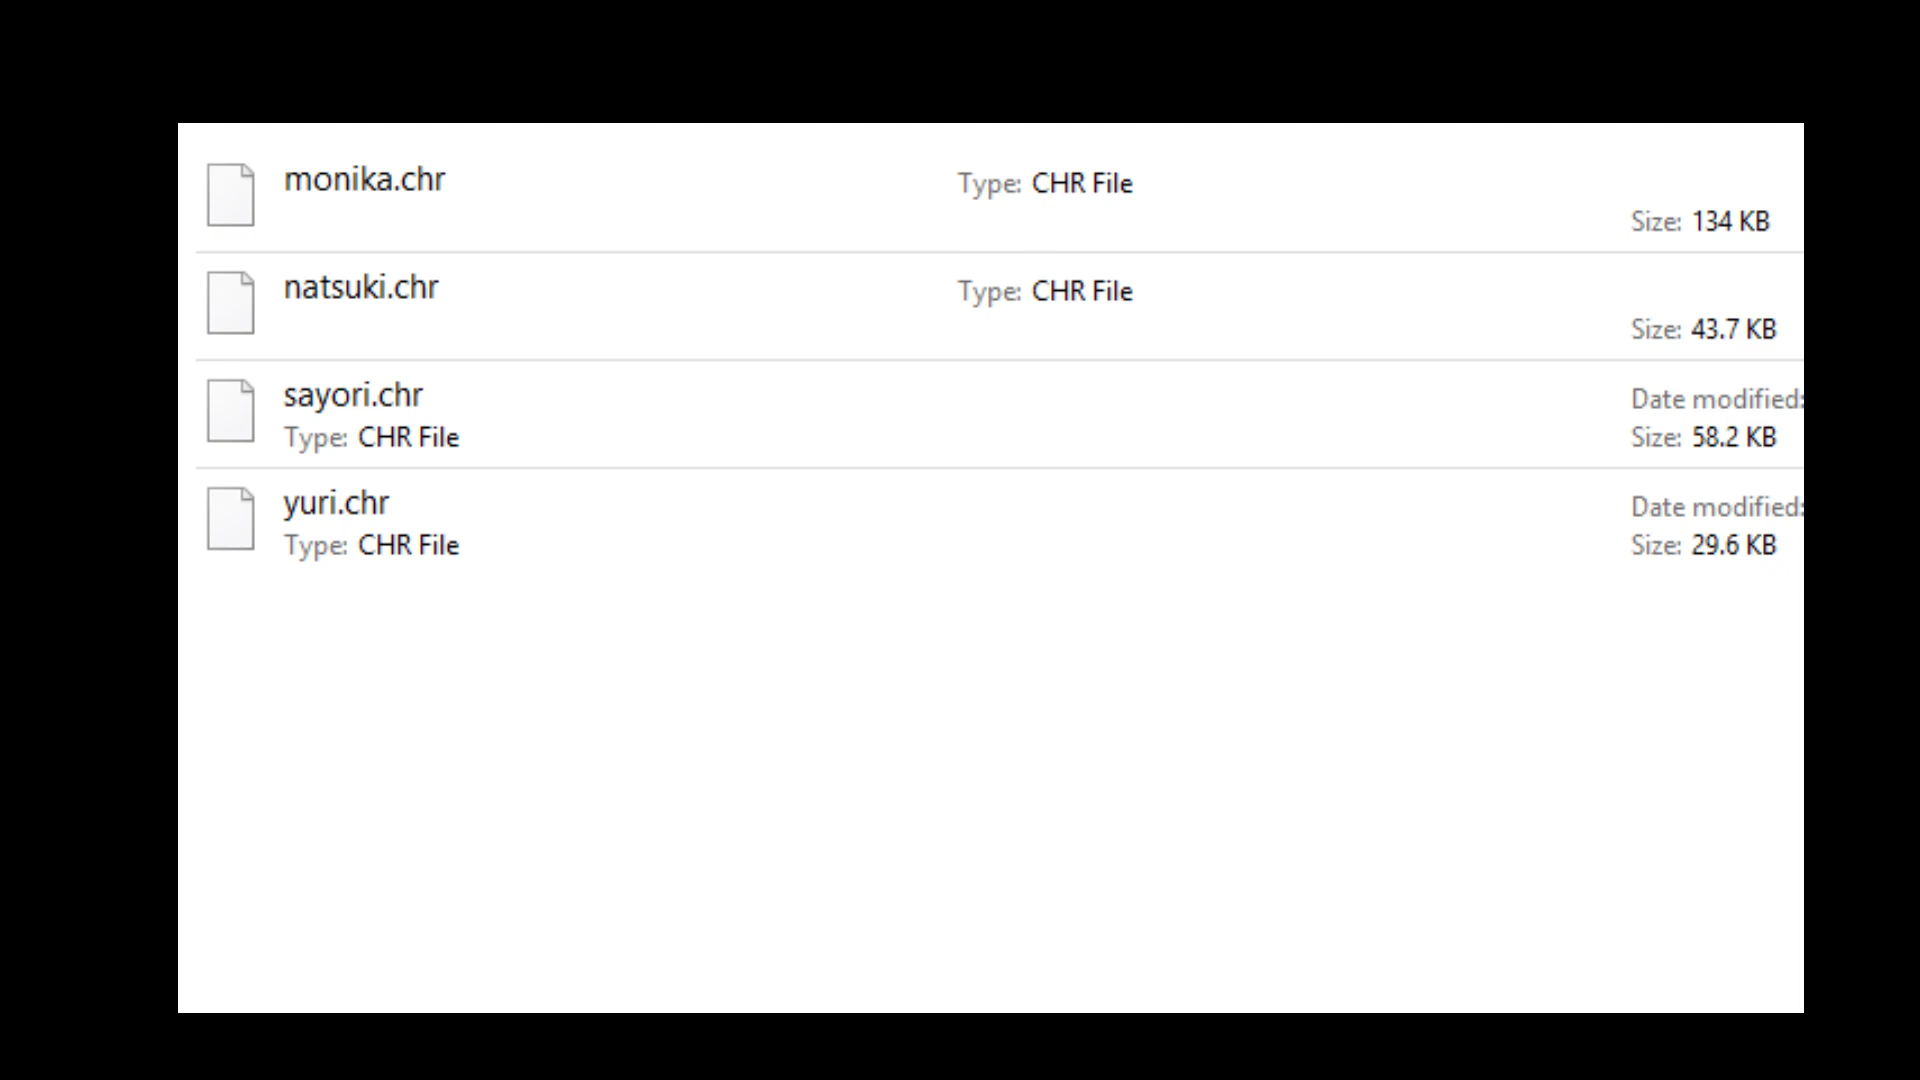 monika.chr
Type: CHR File
Size: 134 KB
natsuki.chr
Type: CHR File
Size: 43.7 KB
sayori.chr
Date modified:
Type: CHR File
Size: 58.2 KB
yuri.chr
Date modified:
Type: CHR File
Size: 29.6 KB